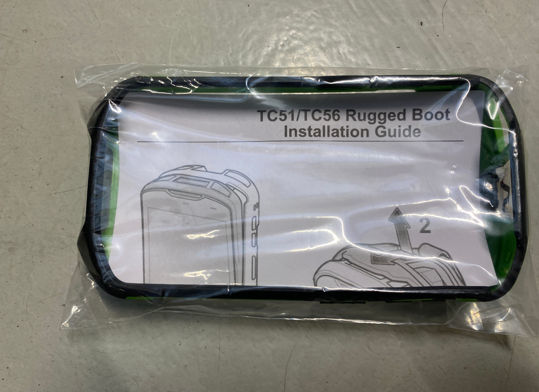 TC51/TC56 Rugged Boot
Installation Guide
2